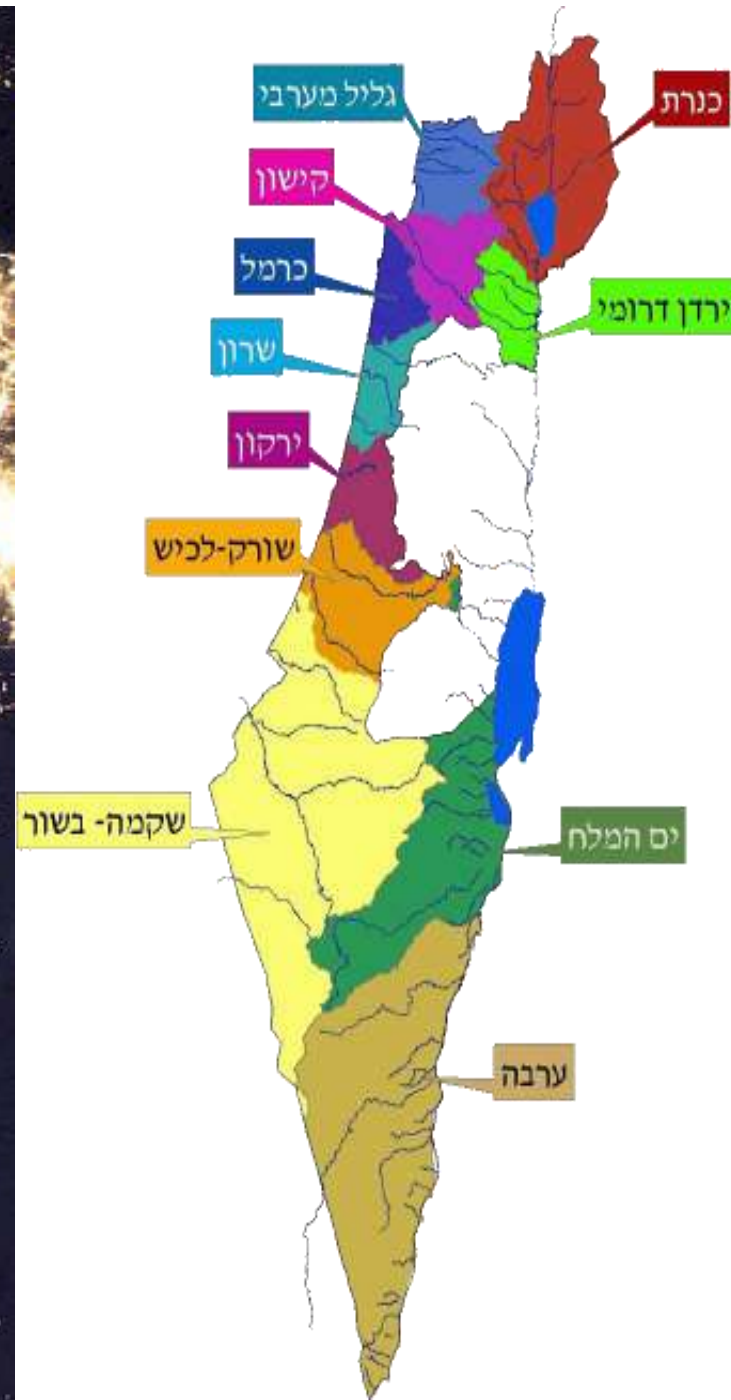 גליל מערבי
כנרת
קישון
כרמל
ירדן דרומי
שרון
ירקון
שורק-לכיש
שקמה- בשור
ים המלח
ערבה